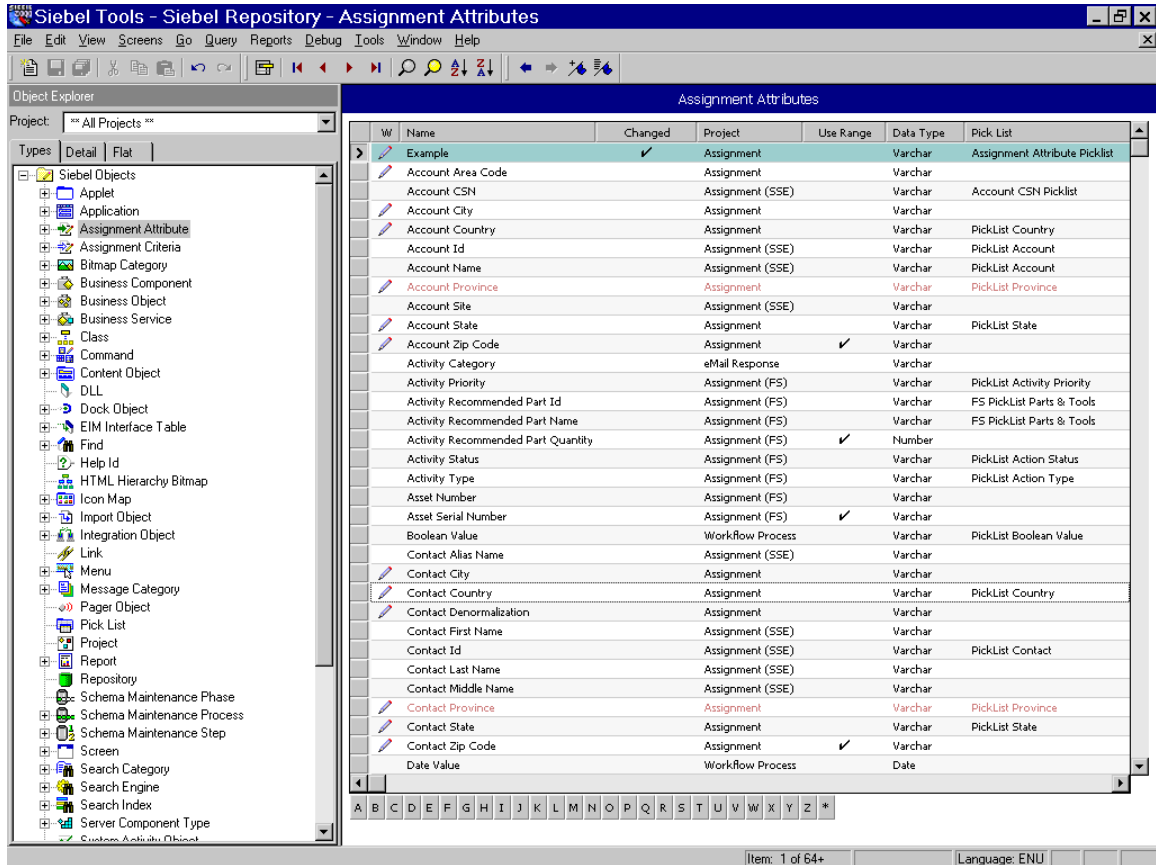 Siebel Tools - Siebel Repository - Assignment Attributes
File Edit View Screens Go Query Reports Debug Tools Window Help
Object Explorer
Assignment Attributes
Project: ** All Projects **
Types Detail Flat
Siebel Objects
Applet
Application
Assignment Attribute
Assignment Criteria
Bitmap Category
Business Component
Business Object
Business Service
Class
Command
Content Object
DLL
Dock Object
EIM Interface Table
Find
Help Id
HTML Hierarchy Bitmap
Icon Map
Import Object
Integration Object
Link
Menu
Message Category
Pager Object
Pick List
Project
Report
Repository
Schema Maintenance Phase
Schema Maintenance Process
Schema Maintenance Step
Screen
Search Category
Search Engine
Search Index
Server Component Type
W Name Changed Project Use Range Data Type Pick List
Example Assignment Varchar Assignment Attribute Picklist
Account Area Code Assignment Varchar
Account CSN Assignment (SSE) Varchar Account CSN Picklist
Account City Assignment Varchar
Account Country Assignment Varchar PickList Country
Account Id Assignment (SSE) Varchar PickList Account
Account Name Assignment (SSE) Varchar PickList Account
Account Province Assignment Varchar PickList Province
Account Site Assignment (SSE) Varchar
Account State Assignment Varchar PickList State
Account Zip Code Assignment Varchar
Activity Category eMail Response Varchar
Activity Priority Assignment (FS) Varchar PickList Activity Priority
Activity Recommended Part Id Assignment (FS) Varchar FS PickList Parts & Tools
Activity Recommended Part Name Assignment (FS) Varchar FS PickList Parts & Tools
Activity Recommended Part Quantity Assignment (FS) Number
Activity Status Assignment (FS) Varchar PickList Action Status
Activity Type Assignment (FS) Varchar PickList Action Type
Asset Number Assignment (FS) Varchar
Asset Serial Number Assignment (FS) Varchar
Boolean Value Workflow Process Varchar PickList Boolean Value
Contact Alias Name Assignment (SSE) Varchar
Contact City Assignment Varchar
Contact Country Assignment Varchar PickList Country
Contact Denormalization Assignment Varchar
Contact First Name Assignment (SSE) Varchar
Contact Id Assignment (SSE) Varchar PickList Contact
Contact Last Name Assignment (SSE) Varchar
Contact Middle Name Assignment (SSE) Varchar
Contact Province Assignment Varchar PickList Province
Contact State Assignment Varchar PickList State
Contact Zip Code Assignment Varchar
Date Value Workflow Process Date
A B C D E F G H I J K L M N O P Q R S T U V W X Y Z *
Item: 1 of 64+
Language: ENU